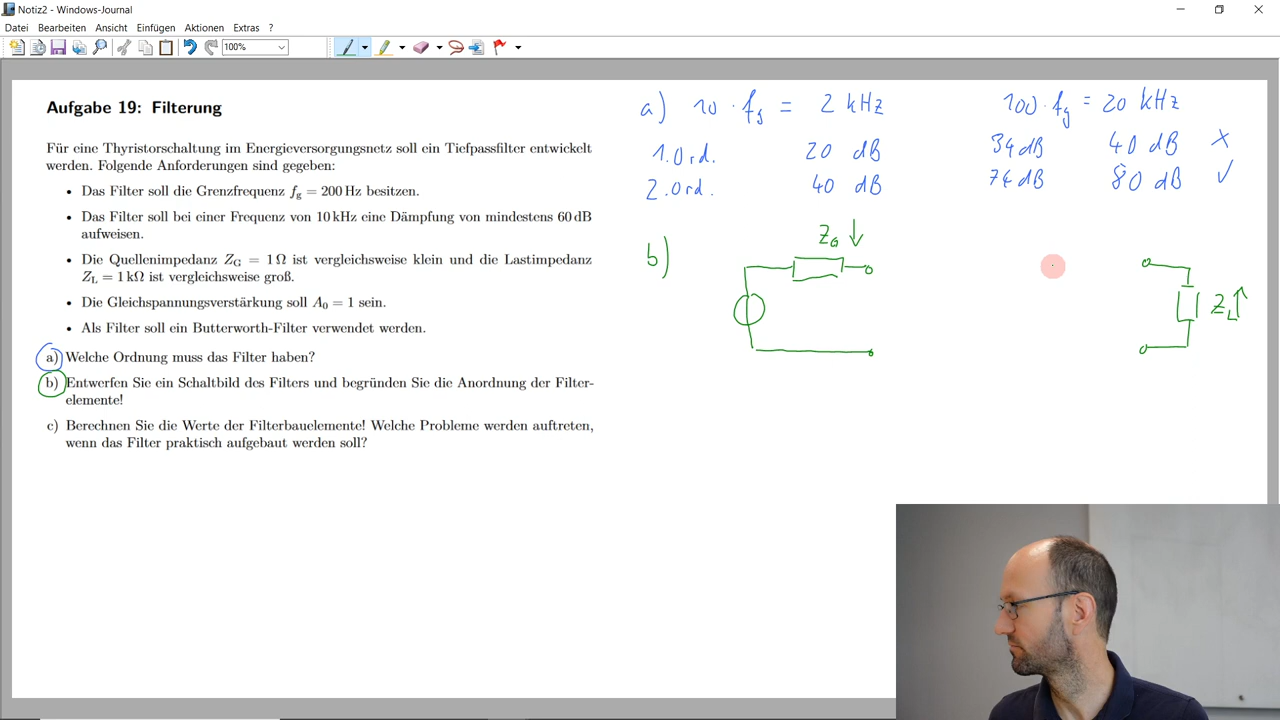 Notiz2 - Windows-Journal
Datei Bearbeiten Ansicht Einfügen Aktionen Extras ?
100%
Aufgabe 19: Filterung
Für eine Thyristorschaltung im Energieversorgungsnetz soll ein Tiefpassfilter entwickelt
werden. Folgende Anforderungen sind gegeben:
• Das Filter soll die Grenzfrequenz fg = 200 Hz besitzen.
• Das Filter soll bei einer Frequenz von 10 kHz eine Dämpfung von mindestens 60 dB
aufweisen.
• Die Quellenimpedanz ZG = 1 Ω ist vergleichsweise klein und die Lastimpedanz
ZL = 1 kΩ ist vergleichsweise groß.
• Die Gleichspannungsverstärkung soll A0 = 1 sein.
• Als Filter soll ein Butterworth-Filter verwendet werden.
a) Welche Ordnung muss das Filter haben?
b) Entwerfen Sie ein Schaltbild des Filters und begründen Sie die Anordnung der Filter-
elemente!
c) Berechnen Sie die Werte der Filterbauelemente! Welche Probleme werden auftreten,
wenn das Filter praktisch aufgebaut werden soll?
a) 10 · fg = 2 kHz 100 · fg = 20 kHz
1. Ord. 20 dB 34 dB 40 dB x
2. Ord. 40 dB 74 dB 80 dB ✓
b) ZG ↓
ZL ↑